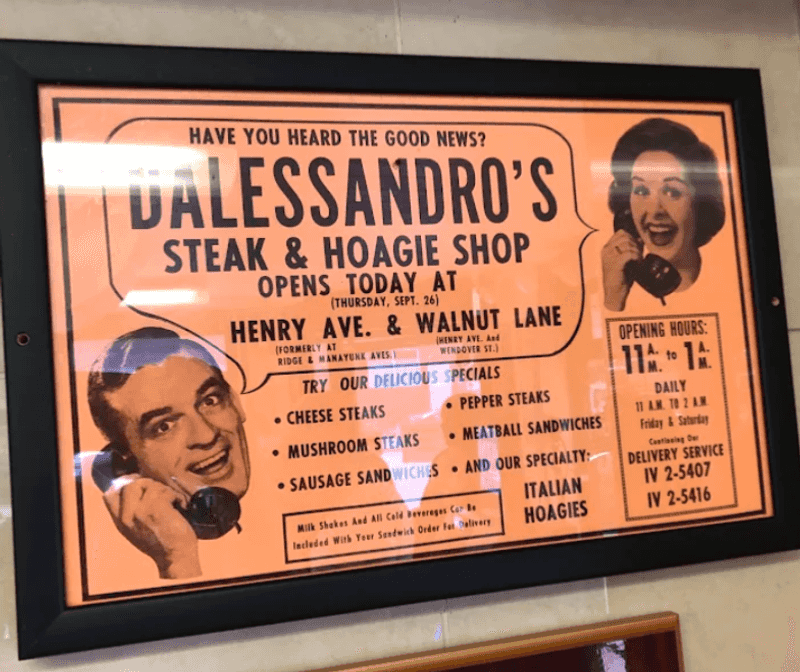 HAVE YOU HEARD THE GOOD NEWS?
DALESSANDRO'S
STEAK & HOAGIE SHOP
OPENS TODAY AT
(THURSDAY, SEPT. 26)
HENRY AVE. & WALNUT LANE
(FORMERLY AT
RIDGE & MANAYUNK AVES.)
(HENRY AVE. And
WENDOVER ST.)
TRY OUR DELICIOUS SPECIALS
• CHEESE STEAKS
• MUSHROOM STEAKS
• SAUSAGE SANDWICHES
• PEPPER STEAKS
• MEATBALL SANDWICHES
• AND OUR SPECIALTY:
ITALIAN
HOAGIES
Milk Shakes And All Cold Beverages Can Be
Included With Your Sandwich Order For Delivery
OPENING HOURS:
11 A.M. to 1 A.M.
DAILY
11 A.M. TO 2 A.M.
Friday & Saturday
Continuing Our
DELIVERY SERVICE
IV 2-5407
IV 2-5416